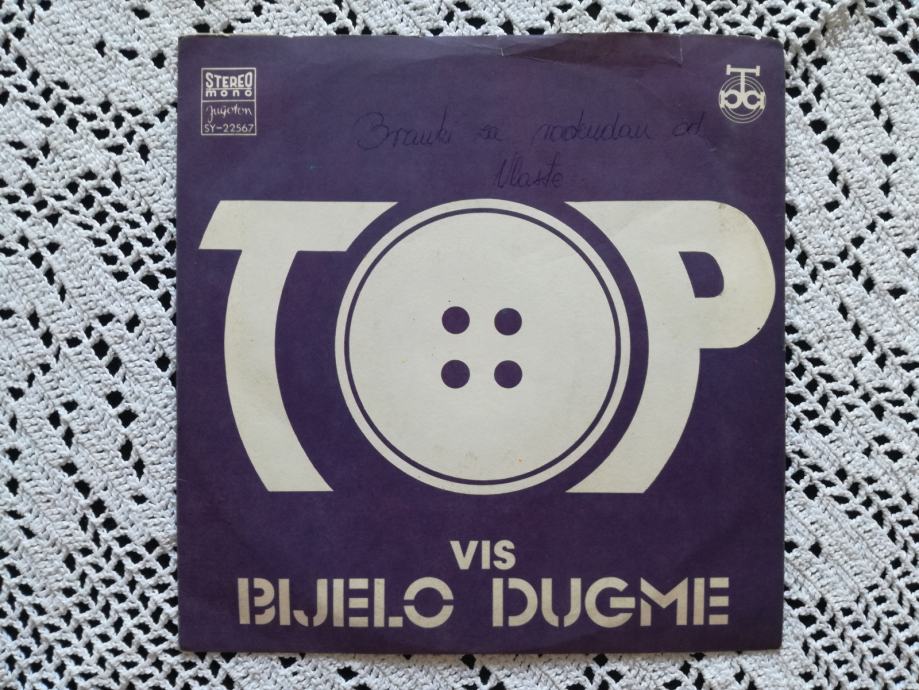 STEREO
mono
Jugoton
SY-22567
Branki za rođendan od
Vlaste
TOP
VIS
BIJELO DUGME